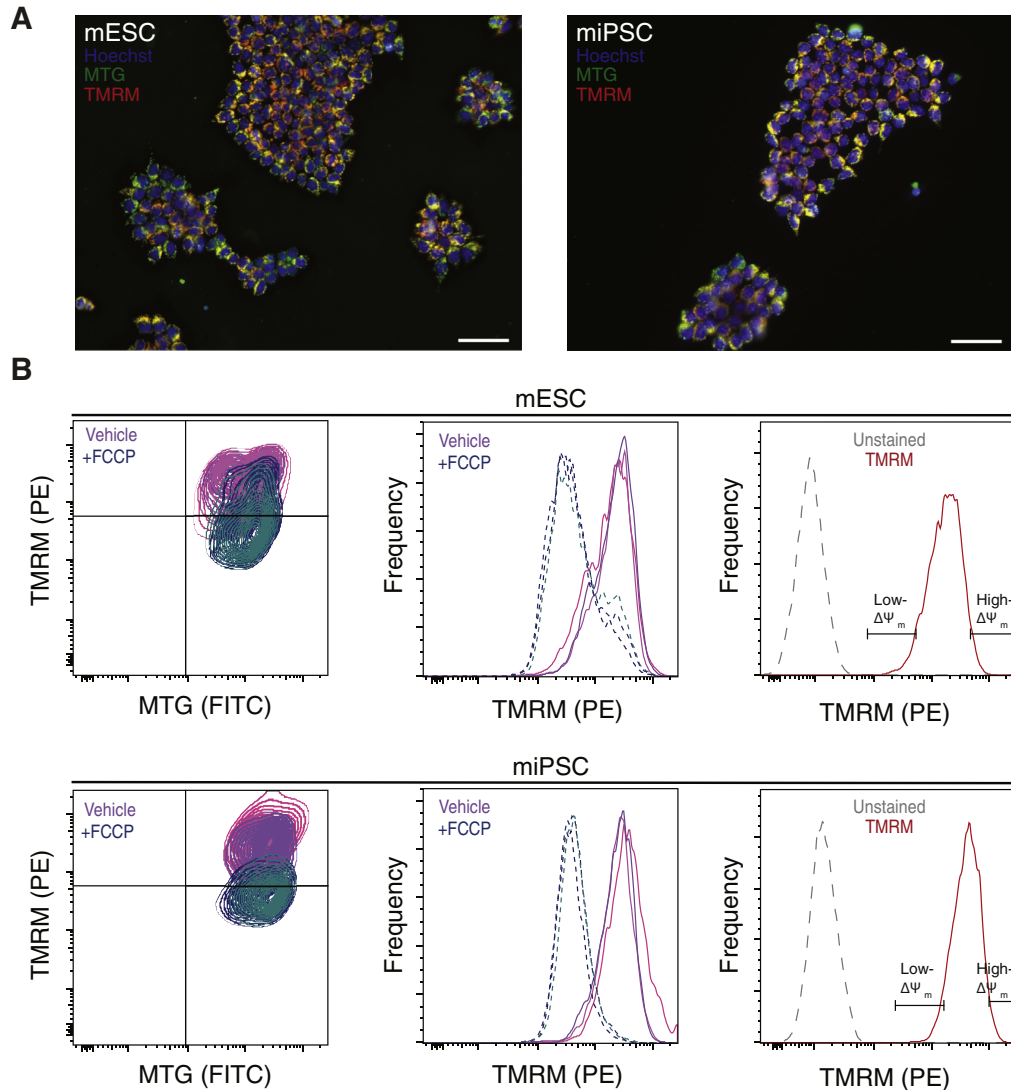 A
mESC
Hoechst
MTG
TMRM
miPSC
Hoechst
MTG
TMRM
B
mESC
Vehicle
+FCCP
TMRM (PE)
MTG (FITC)
Vehicle
+FCCP
Frequency
TMRM (PE)
Unstained
TMRM
Low-
ΔΨm
High-
ΔΨm
Frequency
TMRM (PE)
miPSC
Vehicle
+FCCP
TMRM (PE)
MTG (FITC)
Vehicle
+FCCP
Frequency
TMRM (PE)
Unstained
TMRM
Low-
ΔΨm
High-
ΔΨm
Frequency
TMRM (PE)